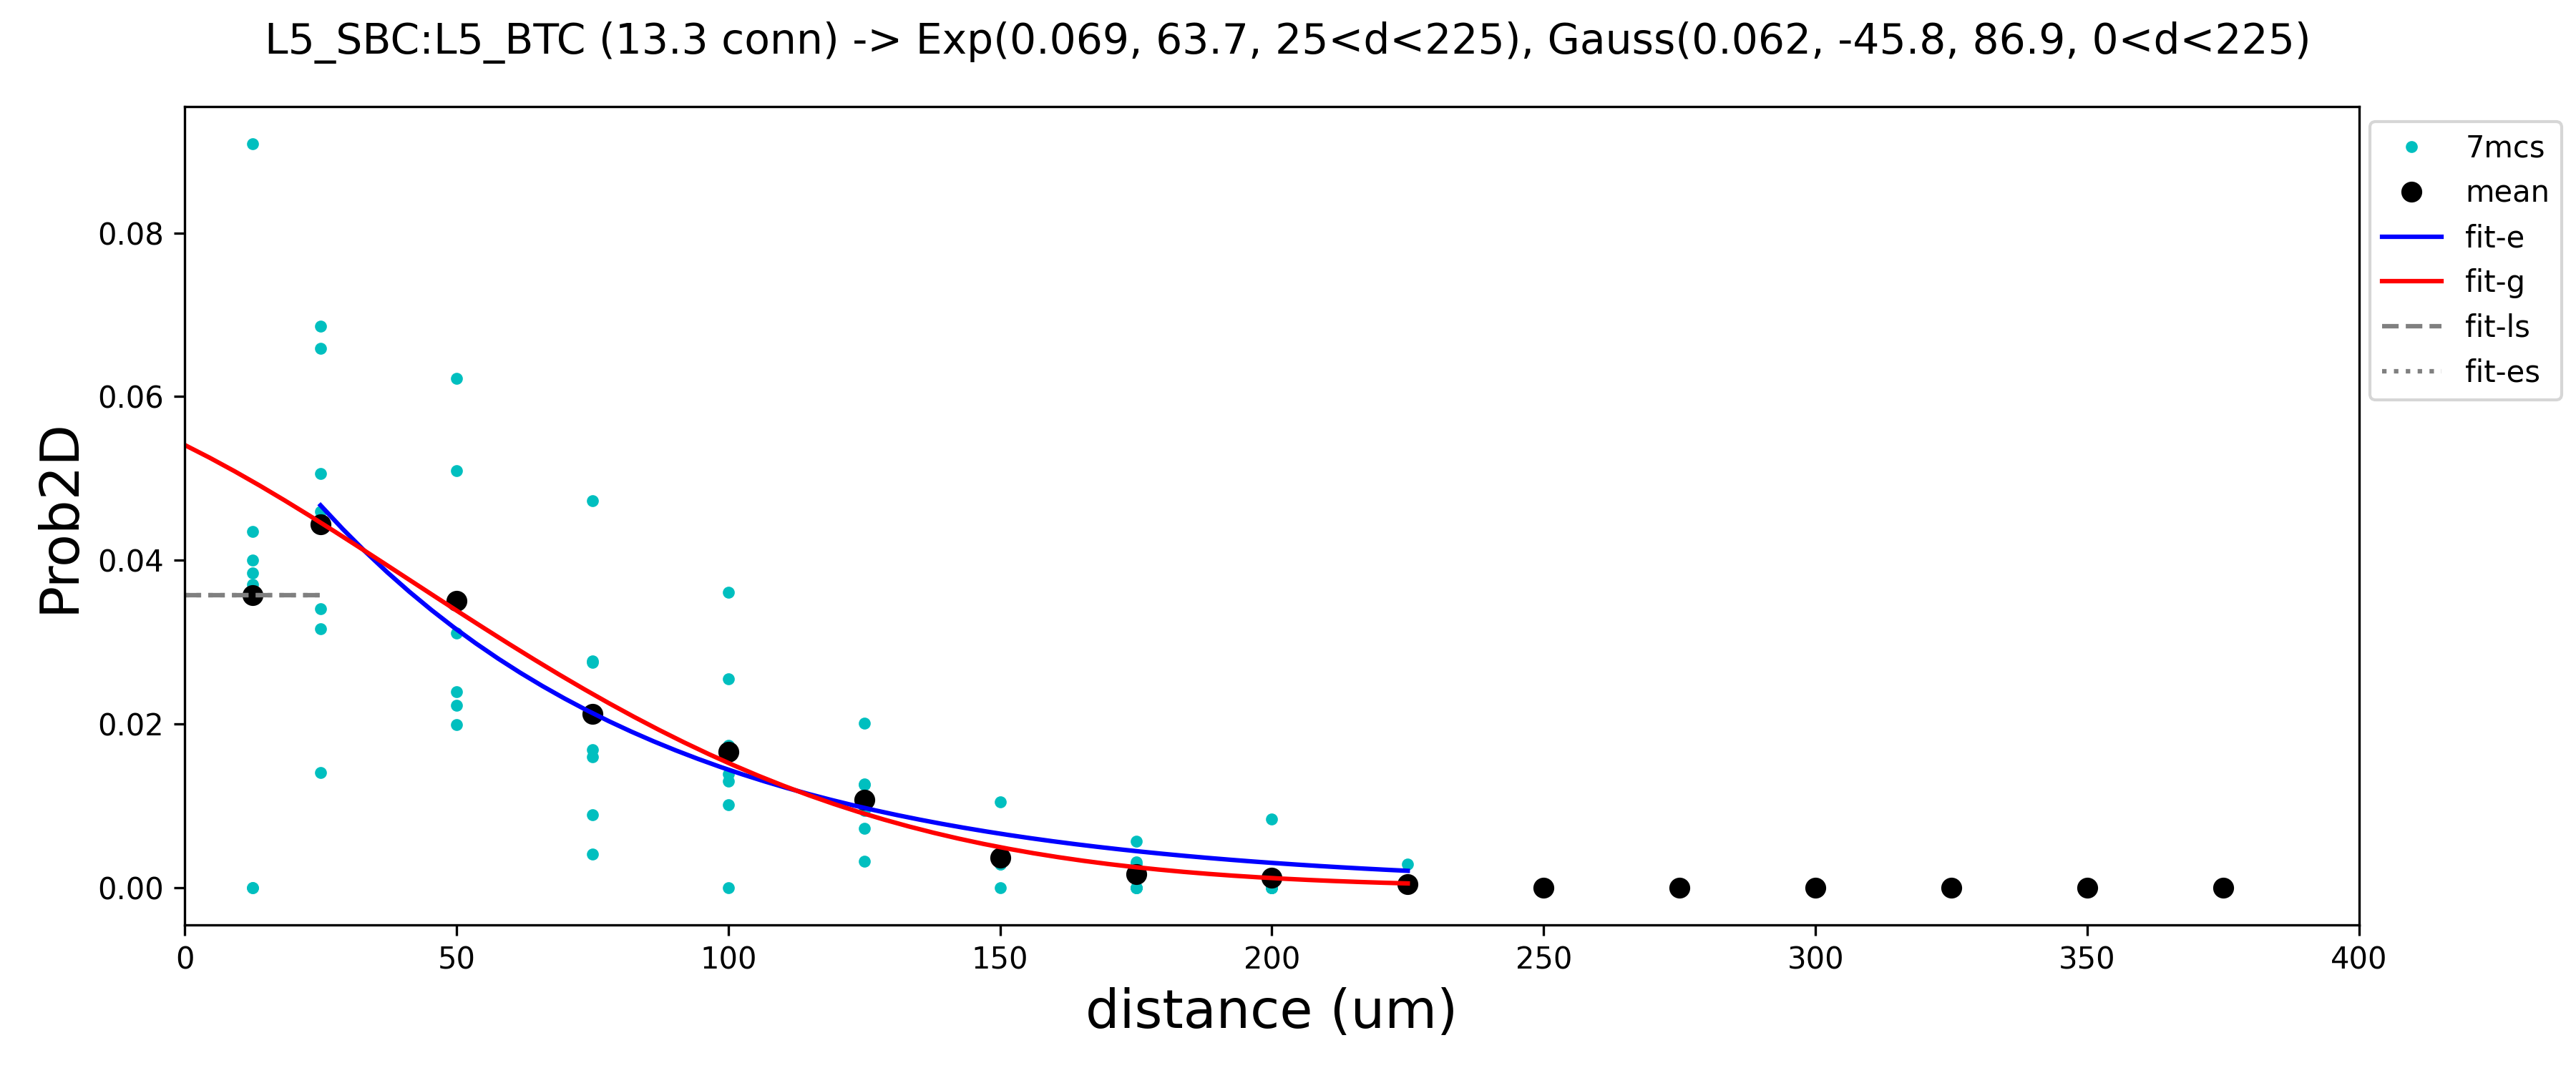 L5_SBC:L5_BTC (13.3 conn) -> Exp(0.069, 63.7, 25<d<225), Gauss(0.062, -45.8, 86.9, 0<d<225)
7mcs
mean
fit-e
fit-g
fit-ls
fit-es
Prob2D
0.08
0.06
0.04
0.02
0.00
0 50 100 150 200 250 300 350 400
distance (um)